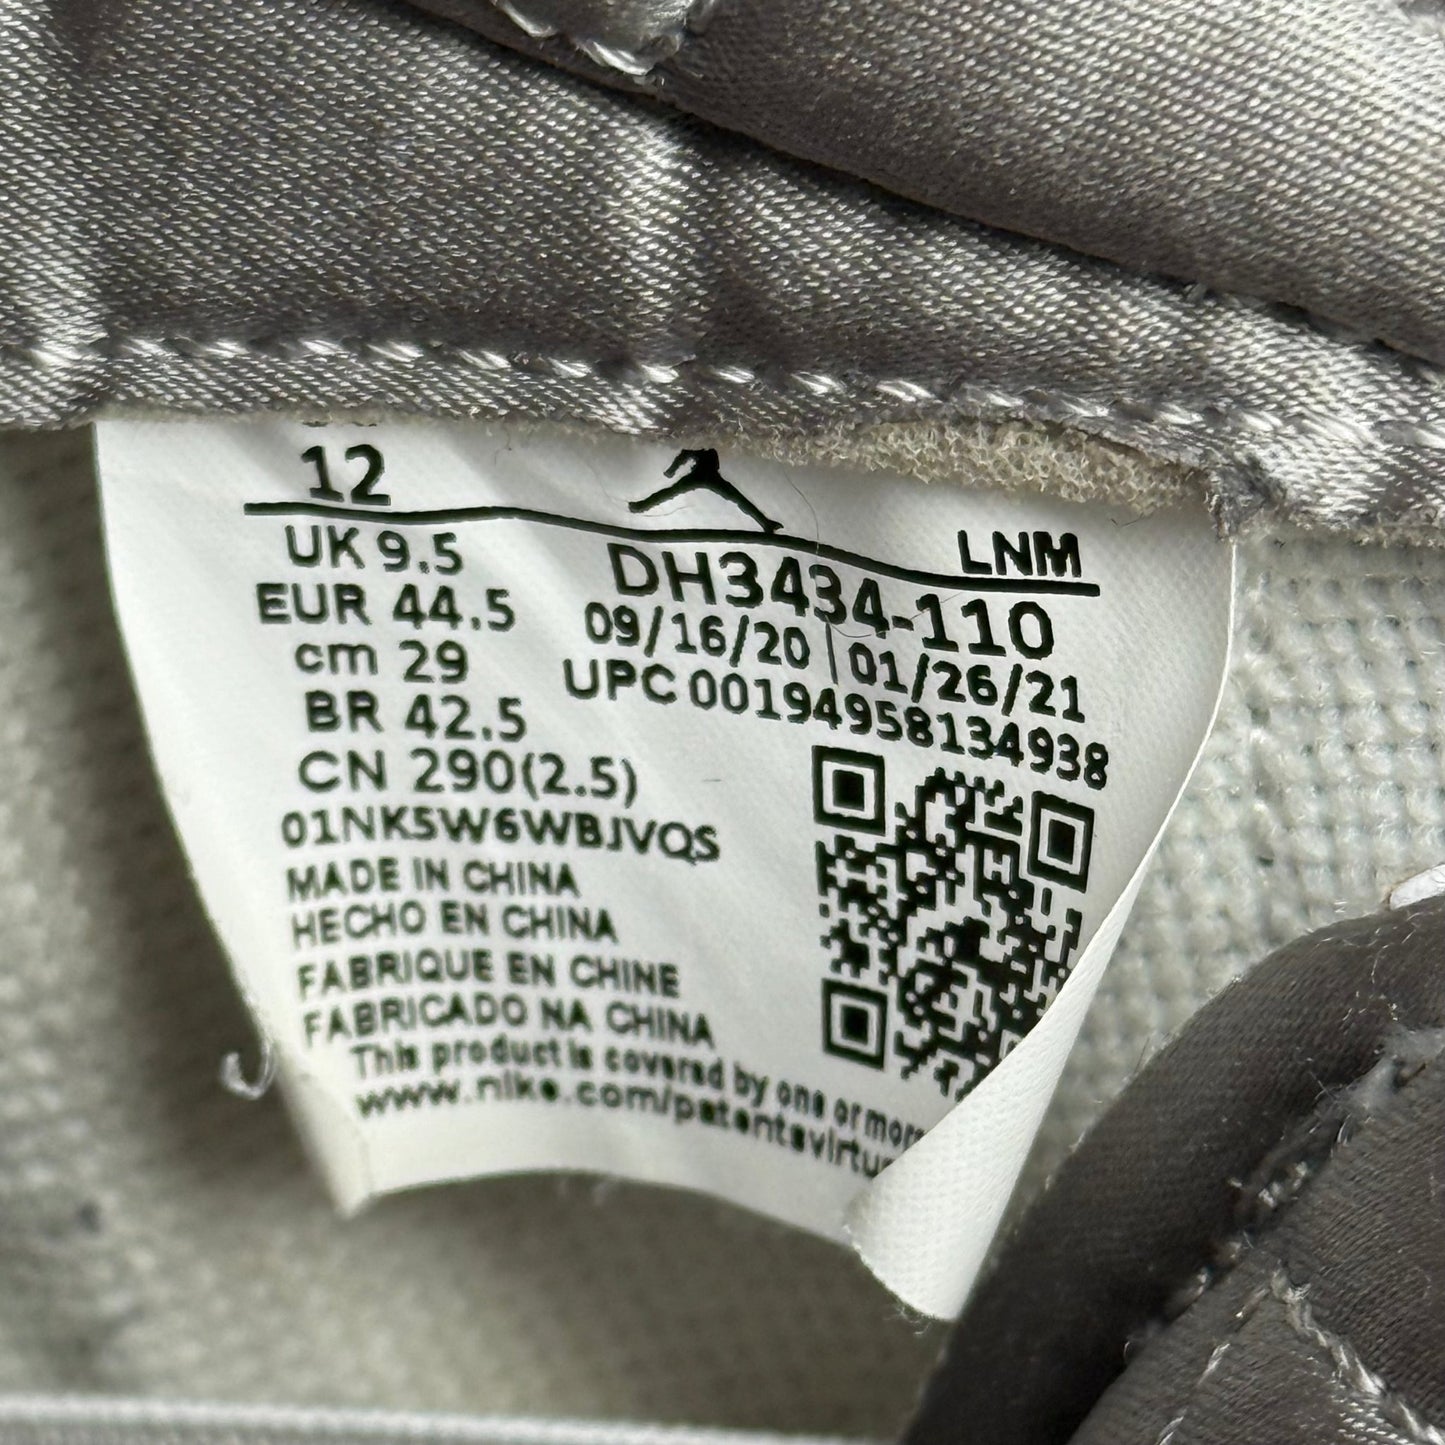 12
LNM
UK 9.5
EUR 44.5
cm 29
BR 42.5
CN 290(2.5)
DH3434-110
09/16/20 | 01/26/21
UPC 00194958134938
01NK5W6WBJVQS
MADE IN CHINA
HECHO EN CHINA
FABRIQUE EN CHINE
FABRICADO NA CHINA
This product is covered by one or more
www.nike.com/patents